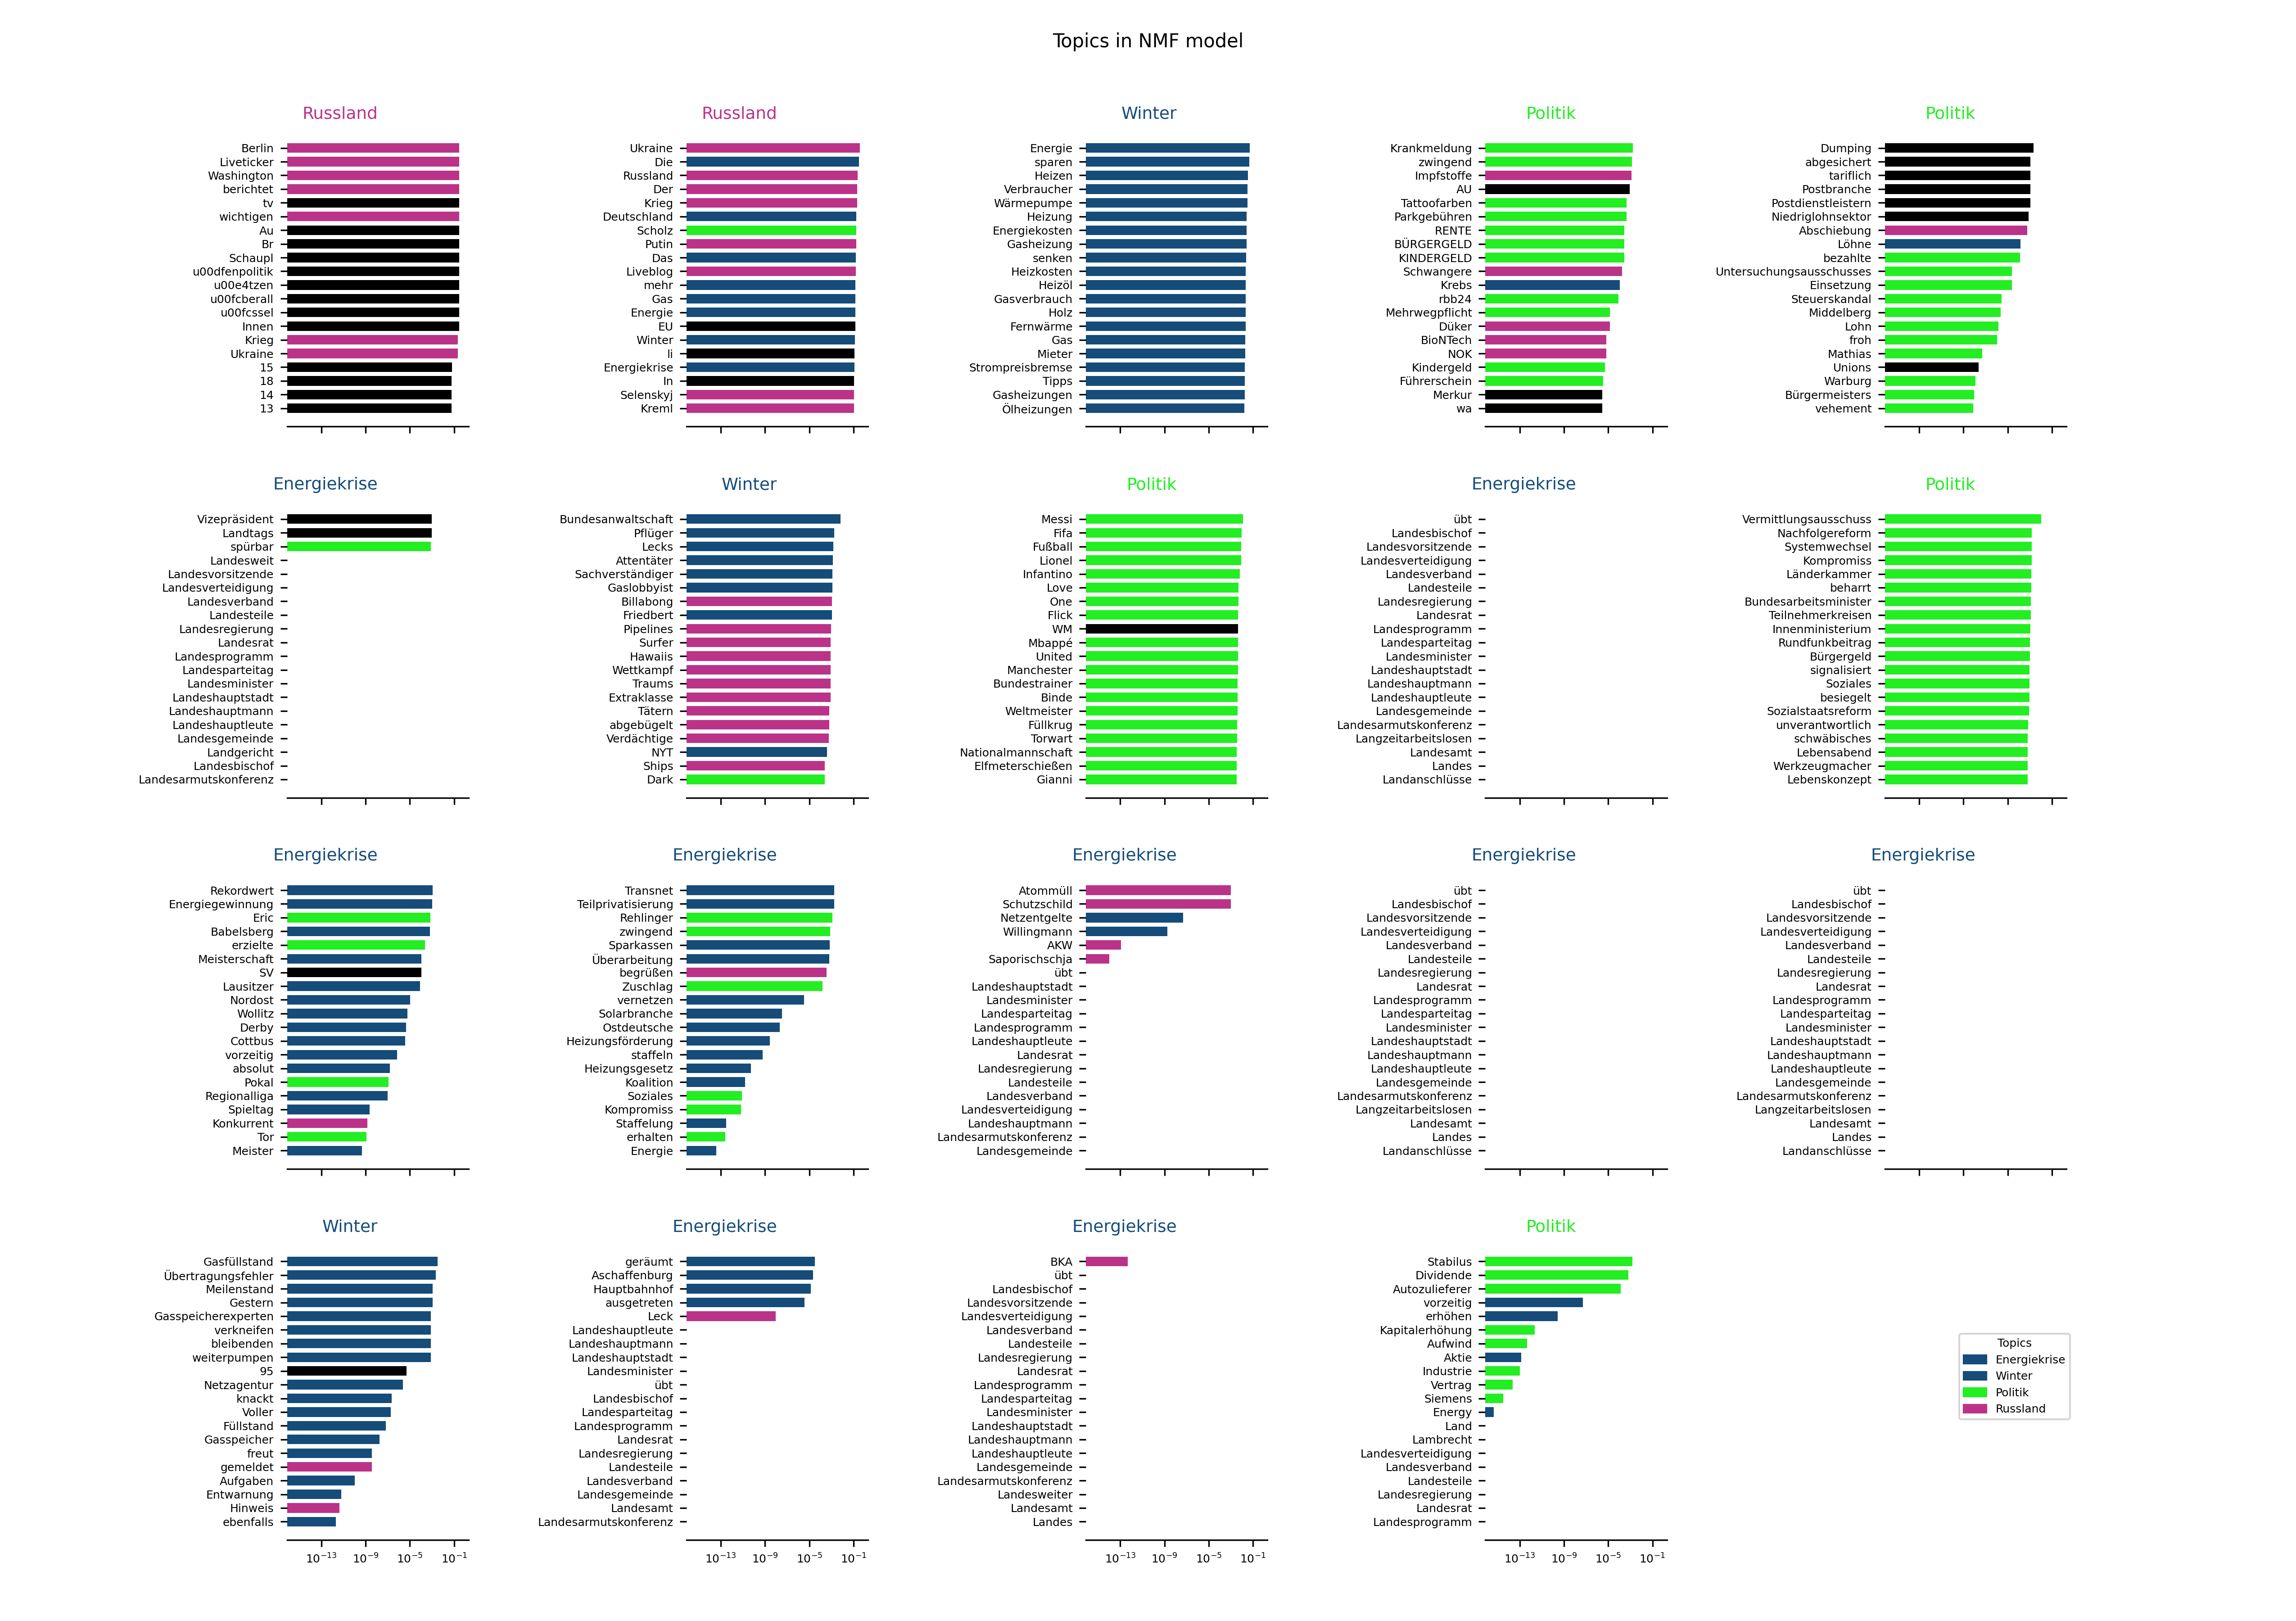 Topics in NMF model
Russland
Berlin
Liveticker
Washington
berichtet
tv
wichtigen
Au
Br
Schaupl
u00dfenpolitik
u00e4tzen
u00fcberall
u00fcssel
Innen
Krieg
Ukraine
15
18
14
13
Russland
Ukraine
Die
Russland
Der
Krieg
Deutschland
Scholz
Putin
Das
Liveblog
mehr
Gas
Energie
EU
Winter
li
Energiekrise
In
Selenskyj
Kreml
Winter
Energie
sparen
Heizen
Verbraucher
Wärmepumpe
Heizung
Energiekosten
Gasheizung
senken
Heizkosten
Heizöl
Gasverbrauch
Holz
Fernwärme
Gas
Mieter
Strompreisbremse
Tipps
Gasheizungen
Ölheizungen
Politik
Krankmeldung
zwingend
Impfstoffe
AU
Tattoofarben
Parkgebühren
RENTE
BÜRGERGELD
KINDERGELD
Schwangere
Krebs
rbb24
Mehrwegpflicht
Düker
BioNTech
NOK
Kindergeld
Führerschein
Merkur
wa
Politik
Dumping
abgesichert
tariflich
Postbranche
Postdienstleistern
Niedriglohnsektor
Abschiebung
Löhne
bezahlte
Untersuchungsausschusses
Einsetzung
Steuerskandal
Middelberg
Lohn
froh
Mathias
Unions
Warburg
Bürgermeisters
vehement
Energiekrise
Vizepräsident
Landtags
spürbar
Landesweit
Landesvorsitzende
Landesverteidigung
Landesverband
Landesteile
Landesregierung
Landesrat
Landesprogramm
Landesparteitag
Landesminister
Landeshauptstadt
Landeshauptmann
Landeshauptleute
Landesgemeinde
Landgericht
Landesbischof
Landesarmutskonferenz
Winter
Bundesanwaltschaft
Pflüger
Lecks
Attentäter
Sachverständiger
Gaslobbyist
Billabong
Friedbert
Pipelines
Surfer
Hawaiis
Wettkampf
Traums
Extraklasse
Tätern
abgebügelt
Verdächtige
NYT
Ships
Dark
Politik
Messi
Fifa
Fußball
Lionel
Infantino
Love
One
Flick
WM
Mbappé
United
Manchester
Bundestrainer
Binde
Weltmeister
Füllkrug
Torwart
Nationalmannschaft
Elfmeterschießen
Gianni
Energiekrise
übt
Landesbischof
Landesvorsitzende
Landesverteidigung
Landesverband
Landesteile
Landesregierung
Landesrat
Landesprogramm
Landesparteitag
Landesminister
Landeshauptstadt
Landeshauptmann
Landeshauptleute
Landesgemeinde
Landesarmutskonferenz
Langzeitarbeitslosen
Landesamt
Landes
Landanschlüsse
Politik
Vermittlungsausschuss
Nachfolgereform
Systemwechsel
Kompromiss
Länderkammer
beharrt
Bundesarbeitsminister
Teilnehmerkreisen
Innenministerium
Rundfunkbeitrag
Bürgergeld
signalisiert
Soziales
besiegelt
Sozialstaatsreform
unverantwortlich
schwäbisches
Lebensabend
Werkzeugmacher
Lebenskonzept
Energiekrise
Rekordwert
Energiegewinnung
Eric
Babelsberg
erzielte
Meisterschaft
SV
Lausitzer
Nordost
Wollitz
Derby
Cottbus
vorzeitig
absolut
Pokal
Regionalliga
Spieltag
Konkurrent
Tor
Meister
Energiekrise
Transnet
Teilprivatisierung
Rehlinger
zwingend
Sparkassen
Überarbeitung
begrüßen
Zuschlag
vernetzen
Solarbranche
Ostdeutsche
Heizungsförderung
staffeln
Heizungsgesetz
Koalition
Soziales
Kompromiss
Staffelung
erhalten
Energie
Energiekrise
Atommüll
Schutzschild
Netzentgelte
Willingmann
AKW
Saporischschja
übt
Landeshauptstadt
Landesminister
Landesparteitag
Landesprogramm
Landeshauptleute
Landesrat
Landesregierung
Landesteile
Landesverband
Landesverteidigung
Landeshauptmann
Landesarmutskonferenz
Landesgemeinde
Energiekrise
übt
Landesbischof
Landesvorsitzende
Landesverteidigung
Landesverband
Landesteile
Landesregierung
Landesrat
Landesprogramm
Landesparteitag
Landesminister
Landeshauptstadt
Landeshauptmann
Landeshauptleute
Landesgemeinde
Landesarmutskonferenz
Langzeitarbeitslosen
Landesamt
Landes
Landanschlüsse
Energiekrise
übt
Landesbischof
Landesvorsitzende
Landesverteidigung
Landesverband
Landesteile
Landesregierung
Landesrat
Landesprogramm
Landesparteitag
Landesminister
Landeshauptstadt
Landeshauptmann
Landeshauptleute
Landesgemeinde
Landesarmutskonferenz
Langzeitarbeitslosen
Landesamt
Landes
Landanschlüsse
Winter
Gasfüllstand
Übertragungsfehler
Meilenstand
Gestern
Gasspeicherexperten
verkneifen
bleibenden
weiterpumpen
95
Netzagentur
knackt
Voller
Füllstand
Gasspeicher
freut
gemeldet
Aufgaben
Entwarnung
Hinweis
ebenfalls
10⁻¹³ 10⁻⁹ 10⁻⁵ 10⁻¹
Energiekrise
geräumt
Aschaffenburg
Hauptbahnhof
ausgetreten
Leck
Landeshauptleute
Landeshauptmann
Landeshauptstadt
Landesminister
übt
Landesbischof
Landesparteitag
Landesprogramm
Landesrat
Landesregierung
Landesteile
Landesverband
Landesgemeinde
Landesamt
Landesarmutskonferenz
10⁻¹³ 10⁻⁹ 10⁻⁵ 10⁻¹
Energiekrise
BKA
übt
Landesbischof
Landesvorsitzende
Landesverteidigung
Landesverband
Landesteile
Landesregierung
Landesrat
Landesprogramm
Landesparteitag
Landesminister
Landeshauptstadt
Landeshauptmann
Landeshauptleute
Landesgemeinde
Landesarmutskonferenz
Landesweiter
Landesamt
Landes
10⁻¹³ 10⁻⁹ 10⁻⁵ 10⁻¹
Politik
Stabilus
Dividende
Autozulieferer
vorzeitig
erhöhen
Kapitalerhöhung
Aufwind
Aktie
Industrie
Vertrag
Siemens
Energy
Land
Lambrecht
Landesverteidigung
Landesverband
Landesteile
Landesregierung
Landesrat
Landesprogramm
10⁻¹³ 10⁻⁹ 10⁻⁵ 10⁻¹
Topics
Energiekrise
Winter
Politik
Russland